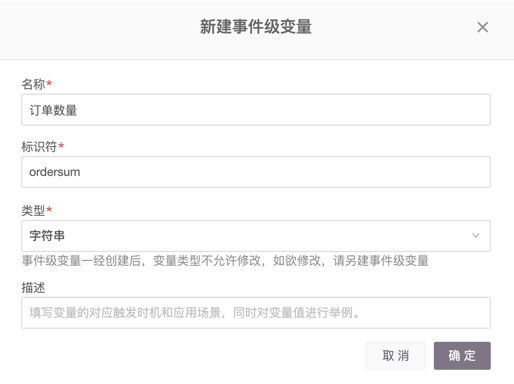 新建事件级变量
名称*
订单数量
标识符*
ordersum
类型*
字符串
事件级变量一经创建后，变量类型不允许修改，如欲修改，请另建事件级变量
描述
填写变量的对应触发时机和应用场景，同时对变量值进行举例。
取 消 确 定